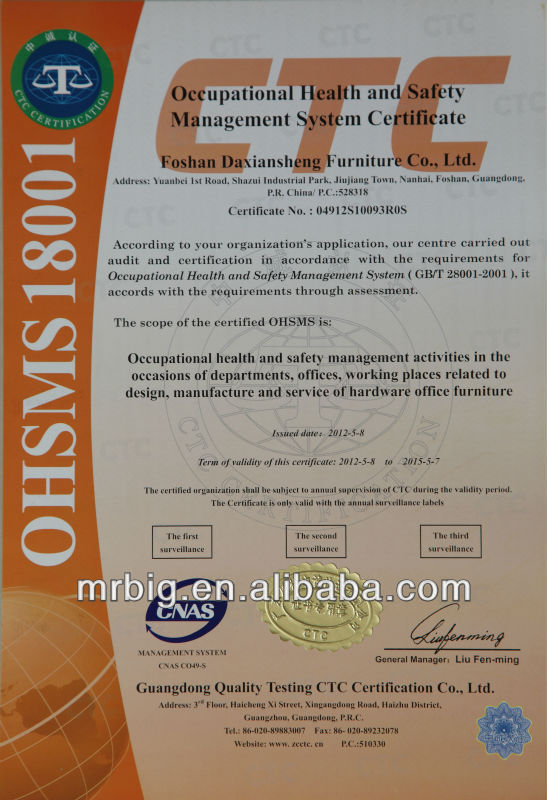 中诚认证
CTC CERTIFICATION
CTC
OHSMS 18001
Occupational Health and Safety
Management System Certificate
Foshan Daxiansheng Furniture Co., Ltd.
Address: Yuanbei 1st Road, Shazui Industrial Park, Jiujiang Town, Nanhai, Foshan, Guangdong,
P.R. China/ P.C.:528318
Certificate No. : 04912S10093R0S
According to your organization's application, our centre carried out
audit and certification in accordance with the requirements for
Occupational Health and Safety Management System ( GB/T 28001-2001 ), it
accords with the requirements through assessment.
The scope of the certified OHSMS is:
Occupational health and safety management activities in the
occasions of departments, offices, working places related to
design, manufacture and service of hardware office furniture
Issued date: 2012-5-8
Term of validity of this certificate: 2012-5-8 to 2015-5-7
The certified organization shall be subject to annual supervision of CTC during the validity period.
The Certificate is only valid with the annual surveillance labels
The first
surveillance
The second
surveillance
The third
surveillance
mrbig.en.alibaba.com
CNAS
MANAGEMENT SYSTEM
CNAS CO49-S
CTC
Liufenming
General Manager: Liu Fen-ming
Guangdong Quality Testing CTC Certification Co., Ltd.
Address: 3rd Floor, Haicheng Xi Street, Xingangdong Road, Haizhu District,
Guangzhou, Guangdong, P.R.C.
Tel.: 86-020-89883007 Fax: 86- 020-89232078
Website: www. zcctc. cn P.C.:510330